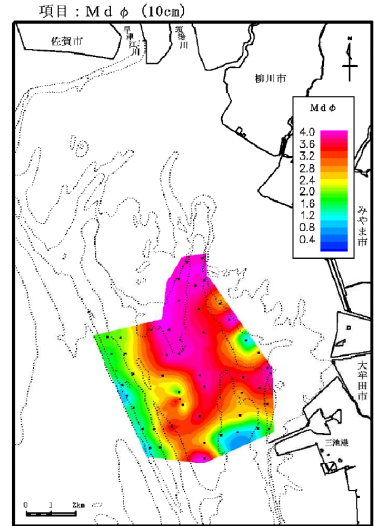 項目:Mdφ (10cm)
佐賀市
早津江川
筑後川
柳川市
N
Mdφ
4.0
3.6
3.2
2.8
2.4
2.0
1.6
1.2
0.8
0.4
みやま市
大牟田市
三池港
0 1 2km